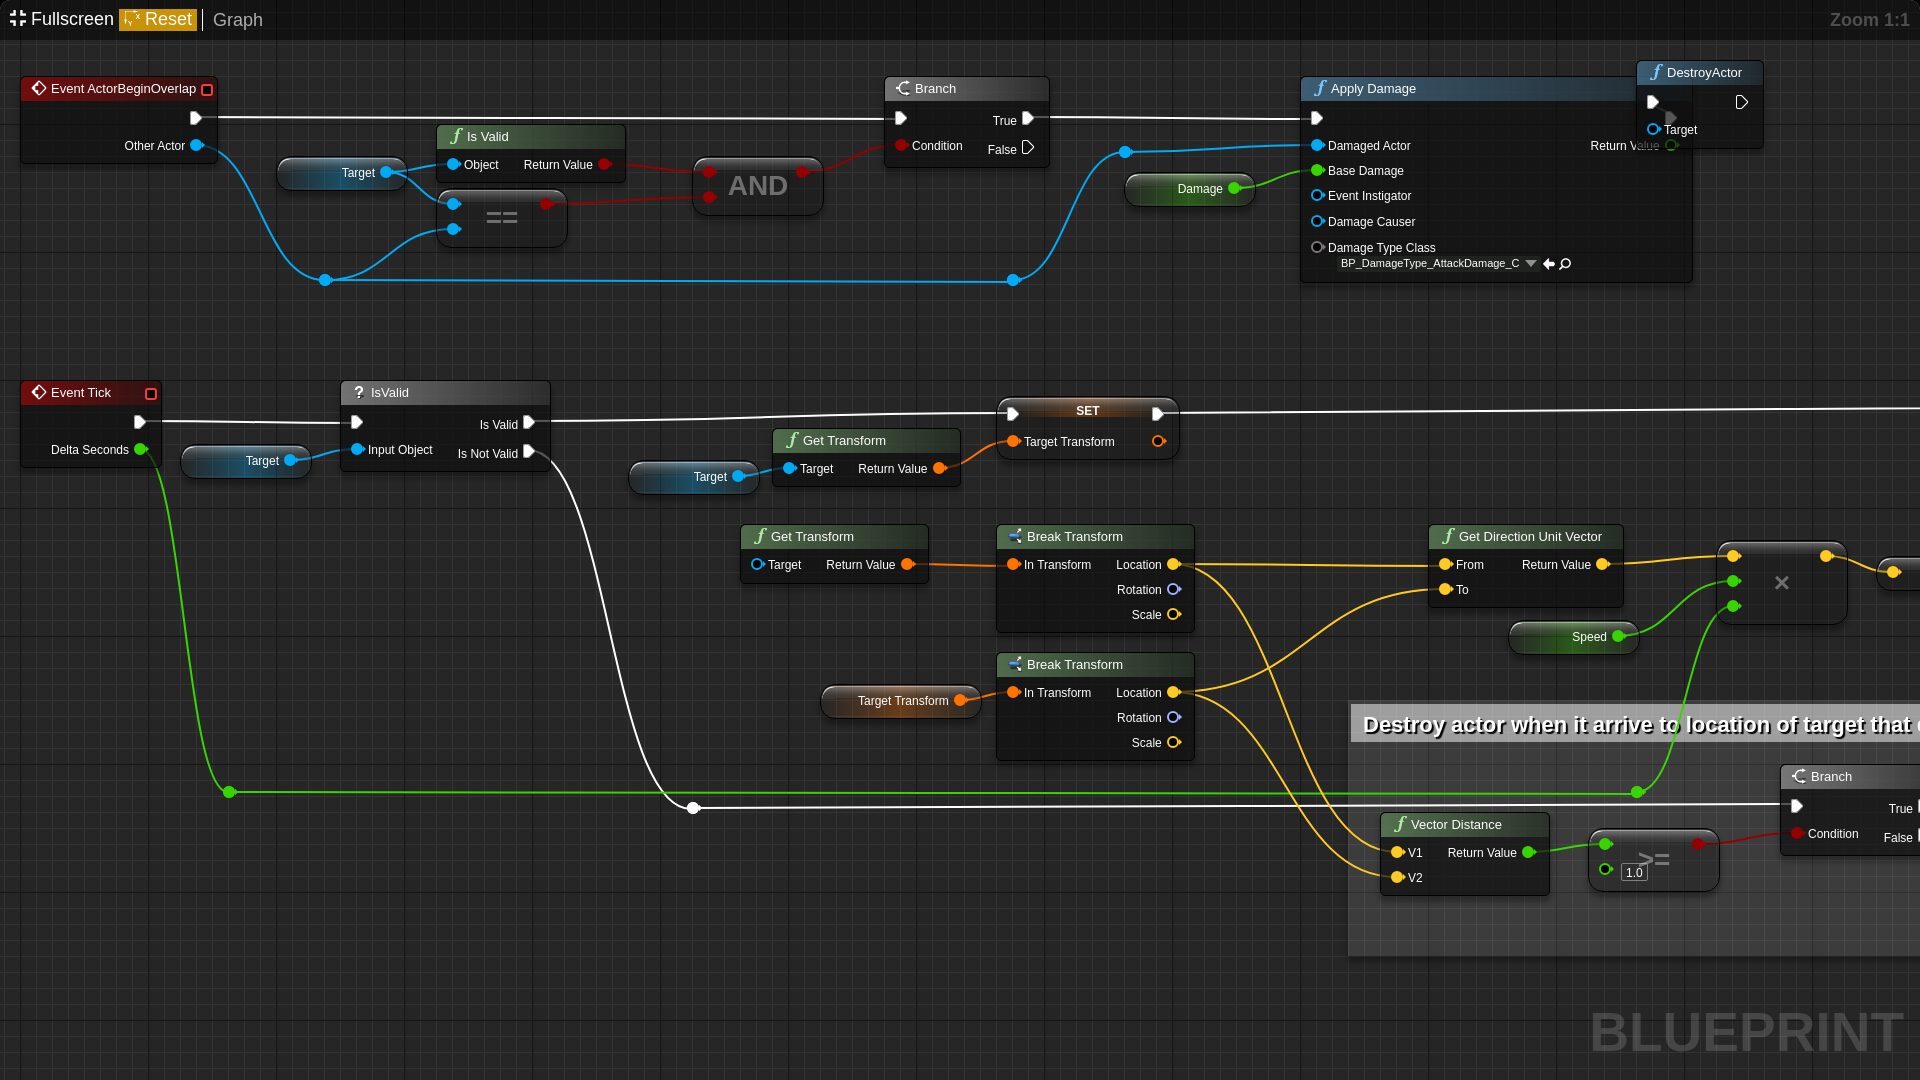 Fullscreen Reset Graph Zoom 1:1
Event ActorBeginOverlap
Other Actor
Target
Is Valid
Object Return Value
==
AND
Branch
True
Condition
False
Damage
Apply Damage
Damaged Actor
Return Value
Base Damage
Event Instigator
Damage Causer
Damage Type Class
BP_DamageType_AttackDamage_C
DestroyActor
Target
Event Tick
Delta Seconds
Target
? IsValid
Is Valid
Input Object
Is Not Valid
Target
Get Transform
Target Return Value
SET
Target Transform
Get Transform
Target Return Value
Break Transform
In Transform Location
Rotation
Scale
Target Transform
Break Transform
In Transform Location
Rotation
Scale
Get Direction Unit Vector
From Return Value
To
Speed
×
Destroy actor when it arrive to location of target that
Vector Distance
V1 Return Value
V2
>=
1.0
Branch
True
Condition
False
BLUEPRINT